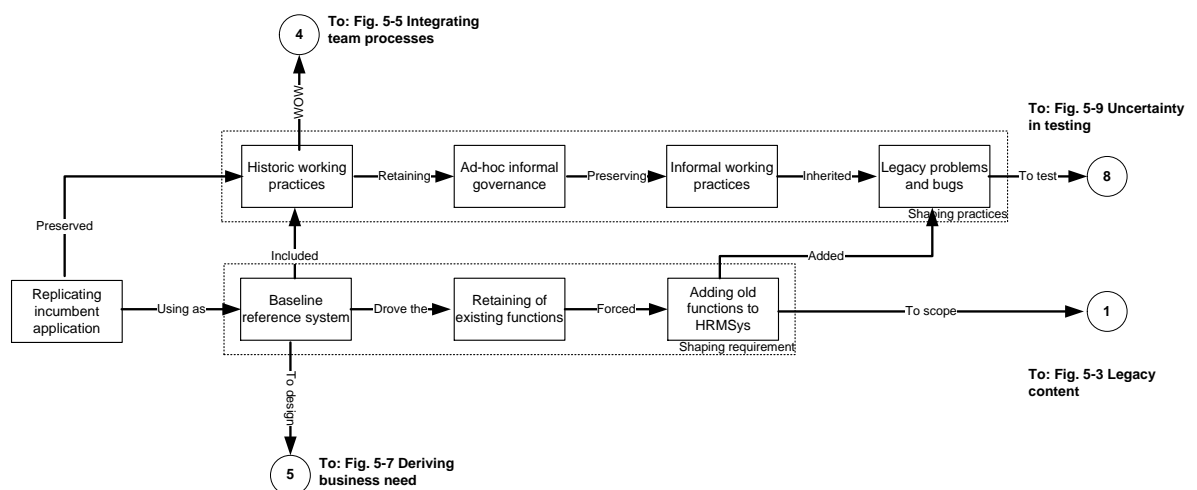 To: Fig. 5-5 Integrating
team processes
4
WOW
To: Fig. 5-9 Uncertainty
in testing
Historic working
practices
Retaining
Ad-hoc informal
governance
Preserving
Informal working
practices
Inherited
Legacy problems
and bugs
To test
8
Shaping practices
Preserved
Included
Added
Replicating
incumbent
application
Using as
Baseline
reference system
Drove the
Retaining of
existing functions
Forced
Adding old
functions to
HRMSys
To scope
1
Shaping requirement
To design
To: Fig. 5-3 Legacy
content
5
To: Fig. 5-7 Deriving
business need